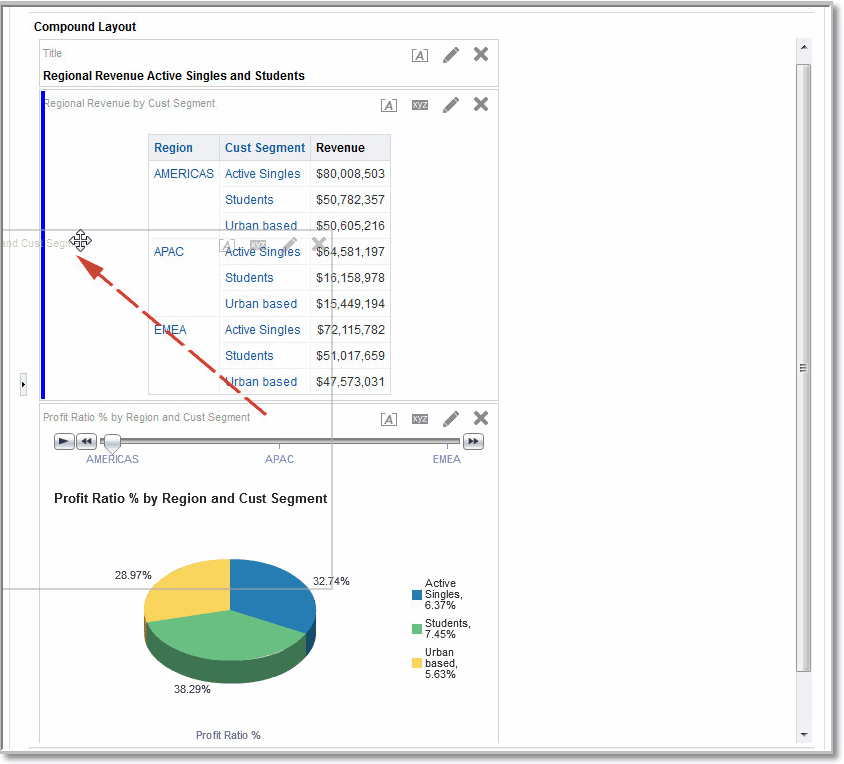 Compound Layout
Title
[A]
Regional Revenue Active Singles and Students
Regional Revenue by Cust Segment
[A] xyz
Region Cust Segment Revenue
AMERICAS Active Singles $80,008,503
Students $50,782,357
Urban based $50,605,216
and Cust Segm
[A] xyz
APAC Active Singles $64,581,197
Students $16,158,978
Urban based $15,449,194
EMEA Active Singles $72,115,782
Students $51,017,659
Urban based $47,573,031
Profit Ratio % by Region and Cust Segment
[A] xyz
AMERICAS APAC EMEA
Profit Ratio % by Region and Cust Segment
28.97%
32.74%
38.29%
Active
Singles,
6.37%
Students,
7.45%
Urban
based,
5.63%
Profit Ratio %